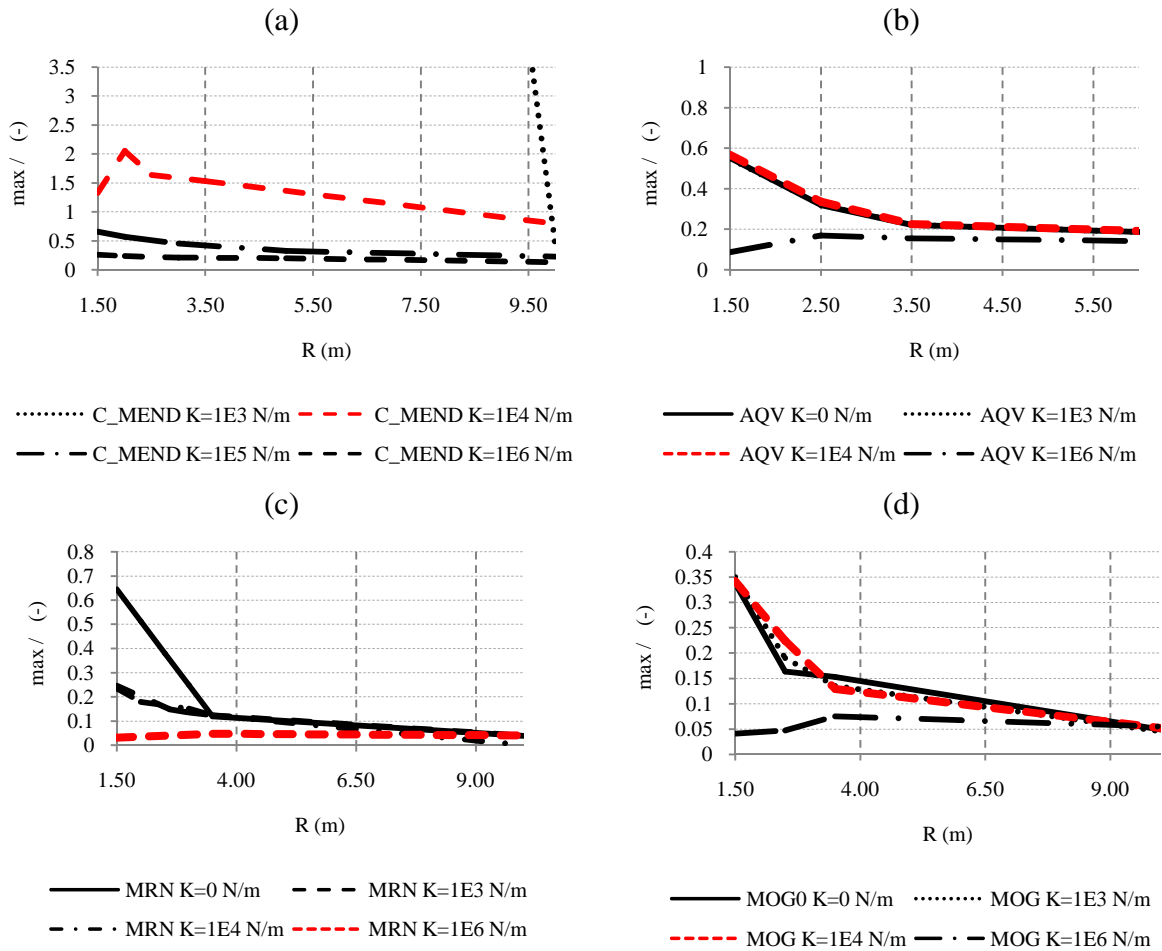 (a)
3.5
3
2.5
2
1.5
1
0.5
0
max / (-)
1.50 3.50 5.50 7.50 9.50
R (m)
C_MEND K=1E3 N/m C_MEND K=1E4 N/m
C_MEND K=1E5 N/m C_MEND K=1E6 N/m
(b)
1
0.8
0.6
0.4
0.2
0
max / (-)
1.50 2.50 3.50 4.50 5.50
R (m)
AQV K=0 N/m AQV K=1E3 N/m
AQV K=1E4 N/m AQV K=1E6 N/m
(c)
0.8
0.7
0.6
0.5
0.4
0.3
0.2
0.1
0
max / (-)
1.50 4.00 6.50 9.00
R (m)
MRN K=0 N/m MRN K=1E3 N/m
MRN K=1E4 N/m MRN K=1E6 N/m
(d)
0.4
0.35
0.3
0.25
0.2
0.15
0.1
0.05
0
max / (-)
1.50 4.00 6.50 9.00
R (m)
MOG0 K=0 N/m MOG K=1E3 N/m
MOG K=1E4 N/m MOG K=1E6 N/m